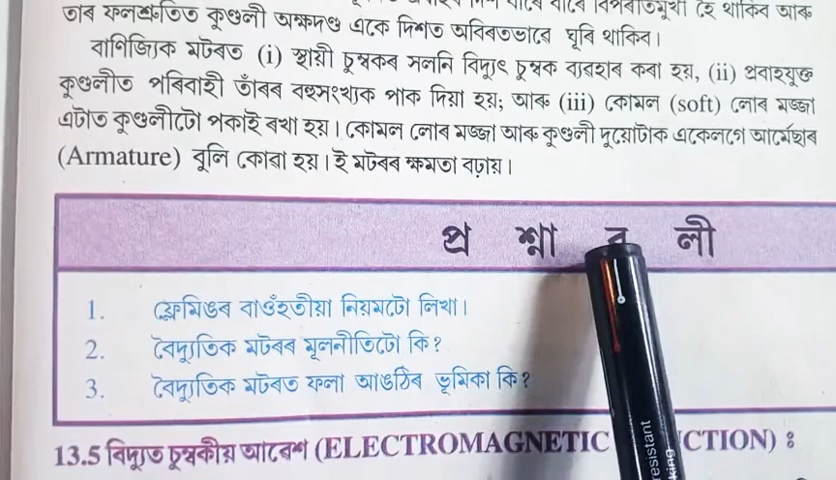 তাৰ ফলশ্ৰুতিত কুণ্ডলী অক্ষদণ্ড একে দিশত অবিৰতভাৱে ঘূৰি থাকিব।
বাণিজ্যিক মটৰত (i) স্থায়ী চুম্বকৰ সলনি বিদ্যুৎ চুম্বক ব্যৱহাৰ কৰা হয়, (ii) প্ৰবাহযুক্ত
কুণ্ডলীত পৰিবাহী তাঁৰৰ বহুসংখ্যক পাক দিয়া হয়; আৰু (iii) কোমল (soft) লোৰ মজ্জা
এটাত কুণ্ডলীটো পকাই ৰখা হয়। কোমল লোৰ মজ্জা আৰু কুণ্ডলী দুয়োটাক একেলগে আৰ্মেছাৰ
(Armature) বুলি কোৱা হয়। ই মটৰৰ ক্ষমতা বঢ়ায়।
প্ৰ শ্না ৱ লী
1. ফ্লেমিঙৰ বাওঁহতীয়া নিয়মটো লিখা।
2. বৈদ্যুতিক মটৰৰ মূলনীতিটো কি?
3. বৈদ্যুতিক মটৰত ফলা আঙঠিৰ ভূমিকা কি?
13.5 বিদ্যুত চুম্বকীয় আৱেশ (ELECTROMAGNETIC CTION) :
resistant
king